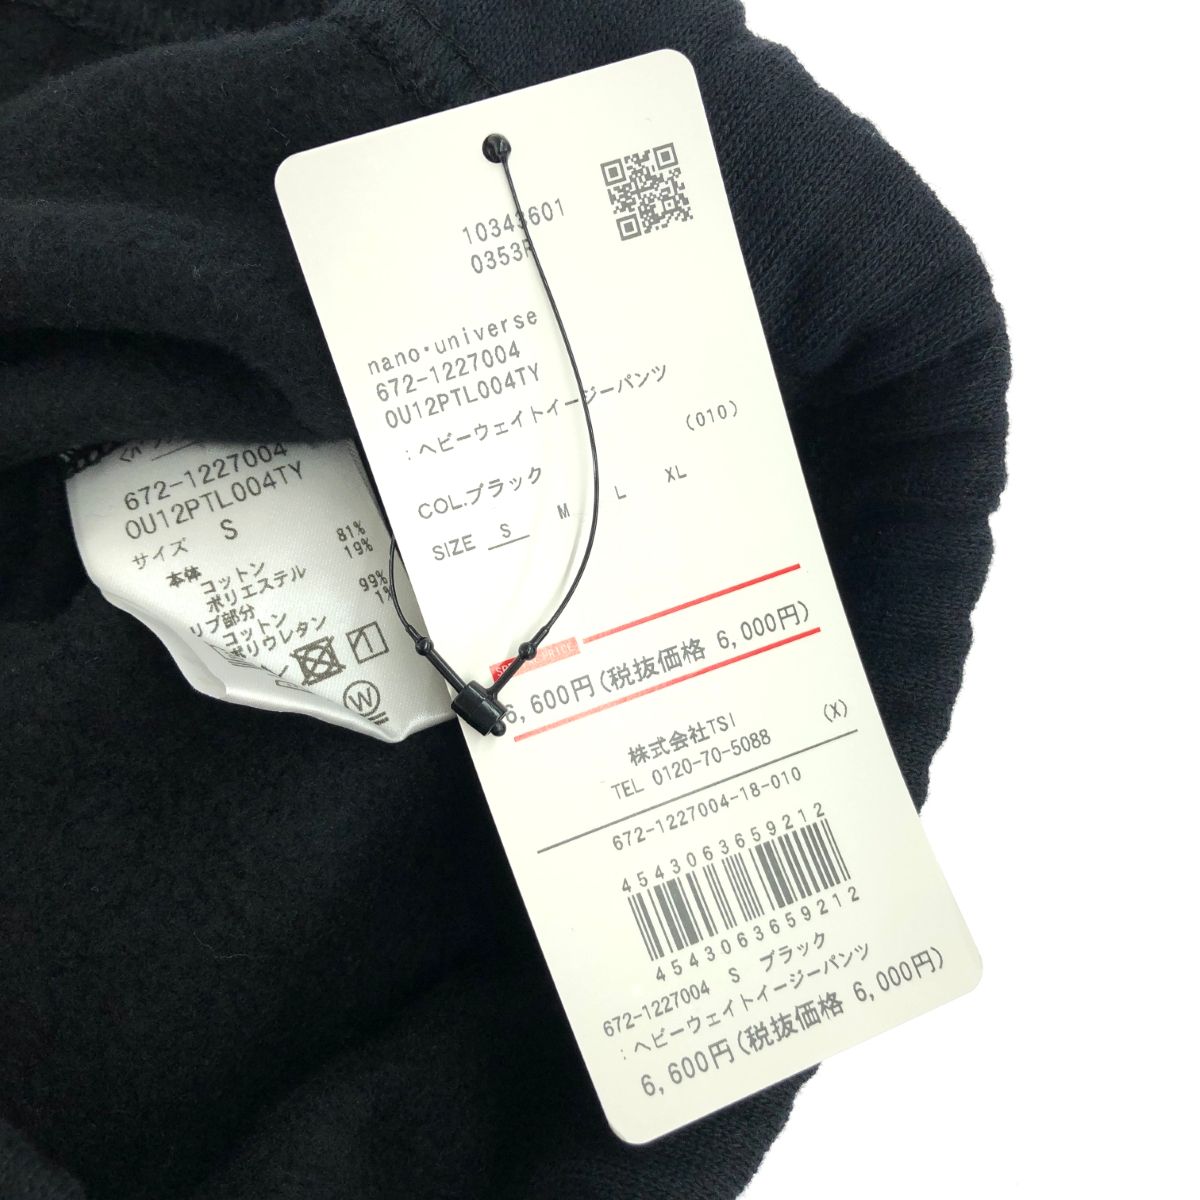 10343601
0353R
nano・universe
672-1227004
0U12PTL004TY
：ヘビーウェイトイージーパンツ
(010)
COL.ブラック
SIZE S M L XL
PRICE
6,600円(税抜価格 6,000円)
株式会社TSI (X)
TEL 0120-70-5088
672-1227004-18-010
4543063659212
4543063659212
672-1227004 S ブラック
：ヘビーウェイトイージーパンツ
6,600円(税抜価格 6,000円)
672-1227004
0U12PTL004TY
サイズ S
本体
コットン 81%
ポリエステル 19%
リブ部分
コットン 99%
ポリウレタン 1%
W